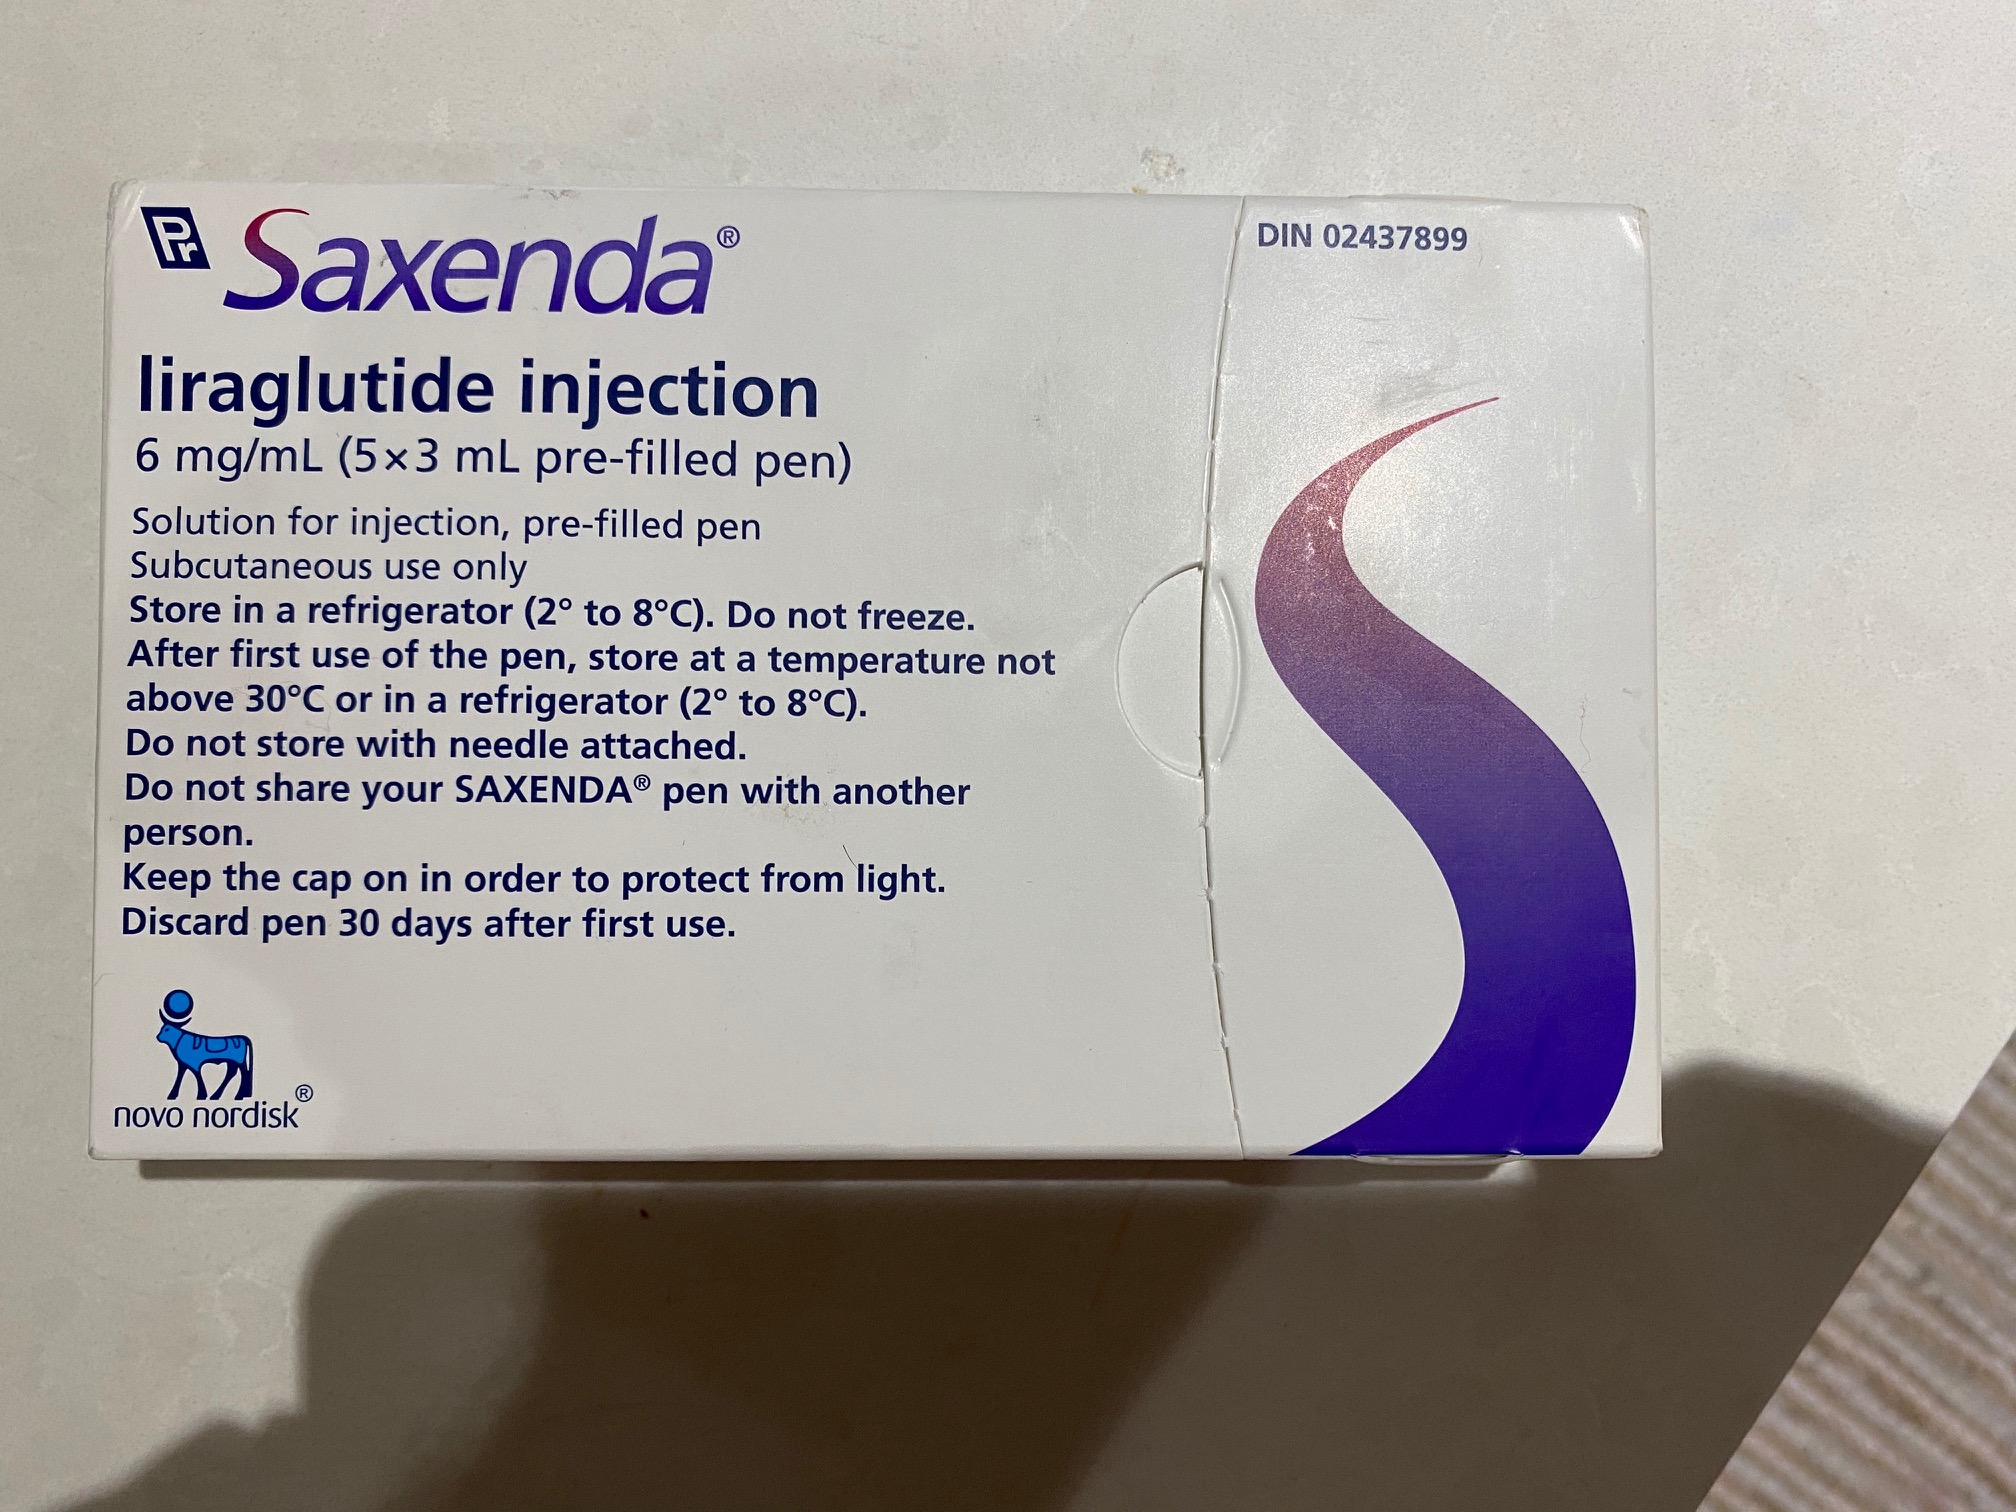 Pr Saxenda®
DIN 02437899
liraglutide injection
6 mg/mL (5×3 mL pre-filled pen)
Solution for injection, pre-filled pen
Subcutaneous use only
Store in a refrigerator (2° to 8°C). Do not freeze.
After first use of the pen, store at a temperature not
above 30°C or in a refrigerator (2° to 8°C).
Do not store with needle attached.
Do not share your SAXENDA® pen with another
person.
Keep the cap on in order to protect from light.
Discard pen 30 days after first use.
novo nordisk®